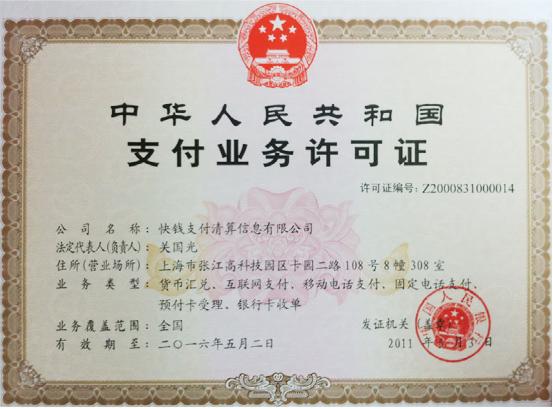 中华人民共和国
支付业务许可证
许可证编号: Z2000831000014
公司名称: 快钱支付清算信息有限公司
法定代表人(负责人) 关国光
住所(营业场所): 上海市张江高科技园区卡园二路108号8幢308室
业务类型: 货币汇兑、互联网支付、移动电话支付、固定电话支付、
预付卡受理、银行卡收单
业务覆盖范围: 全国
发证机关(盖章)
有效期至: 二〇一六年五月二日
2011年 月3日
中国人民银行